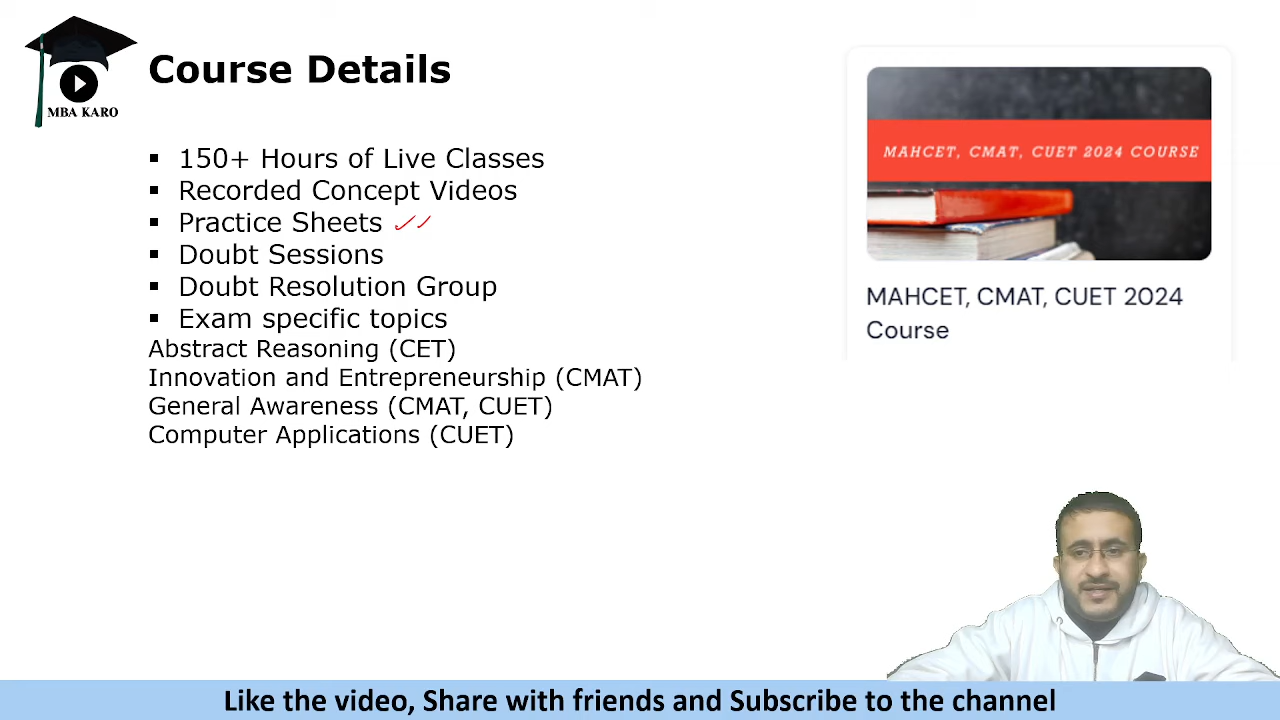 MBA KARO
Course Details
▪ 150+ Hours of Live Classes
▪ Recorded Concept Videos
▪ Practice Sheets
▪ Doubt Sessions
▪ Doubt Resolution Group
▪ Exam specific topics
Abstract Reasoning (CET)
Innovation and Entrepreneurship (CMAT)
General Awareness (CMAT, CUET)
Computer Applications (CUET)
MAHCET, CMAT, CUET 2024 COURSE
MAHCET, CMAT, CUET 2024
Course
Like the video, Share with friends and Subscribe to the channel